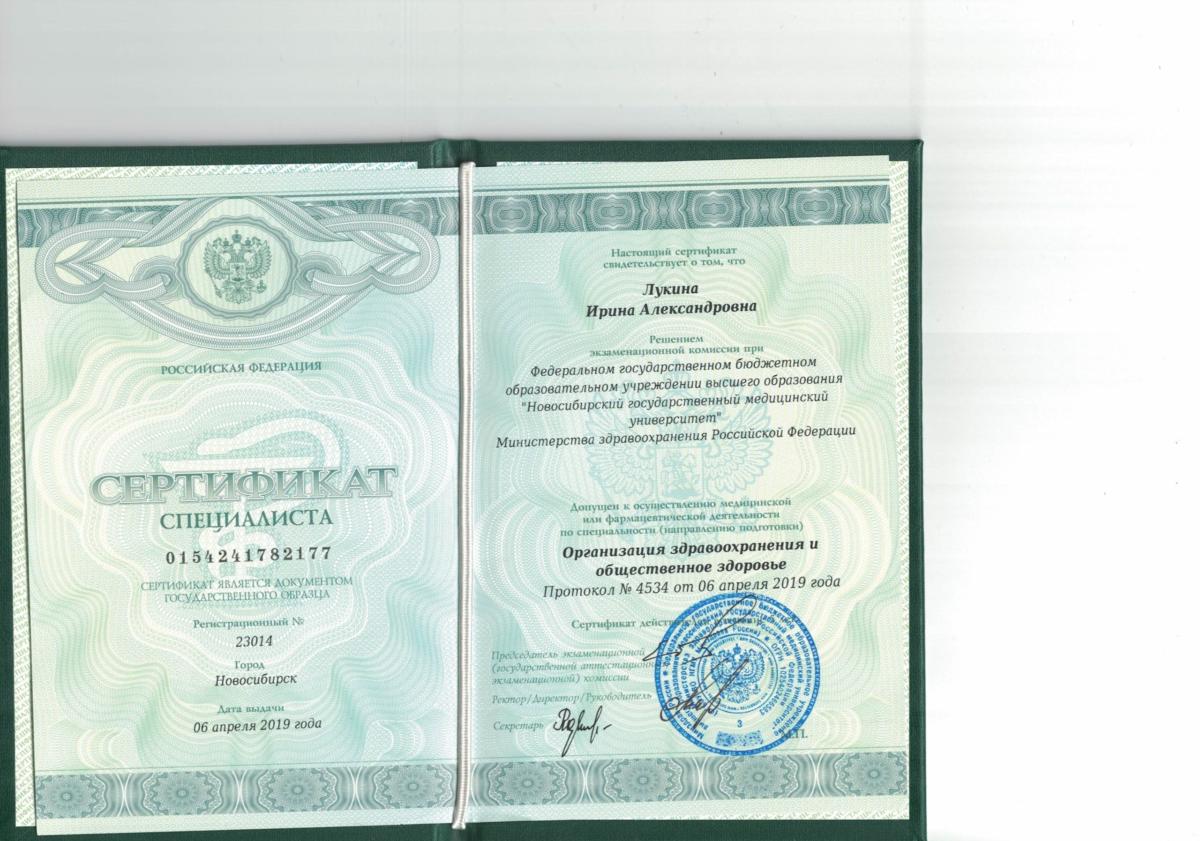 РОССИЙСКАЯ ФЕДЕРАЦИЯ
СЕРТИФИКАТ
СПЕЦИАЛИСТА
0154241782177
СЕРТИФИКАТ ЯВЛЯЕТСЯ ДОКУМЕНТОМ
ГОСУДАРСТВЕННОГО ОБРАЗЦА
Регистрационный №
23014
Город
Новосибирск
Дата выдачи
06 апреля 2019 года
Настоящий сертификат
свидетельствует о том, что
Лукина
Ирина Александровна
Решением
экзаменационной комиссии при
Федеральном государственном бюджетном
образовательном учреждении высшего образования
"Новосибирский государственный медицинский
университет"
Министерства здравоохранения Российской Федерации
Допущен к осуществлению медицинской
или фармацевтической деятельности
по специальности (направлению подготовки)
Организация здравоохранения и
общественное здоровье
Протокол № 4534 от 06 апреля 2019 года
Сертификат
Председатель экзаменационной
(государственной
экзаменационной) комиссии
Ректор/Директор/Руководитель
Секретарь
М.П.